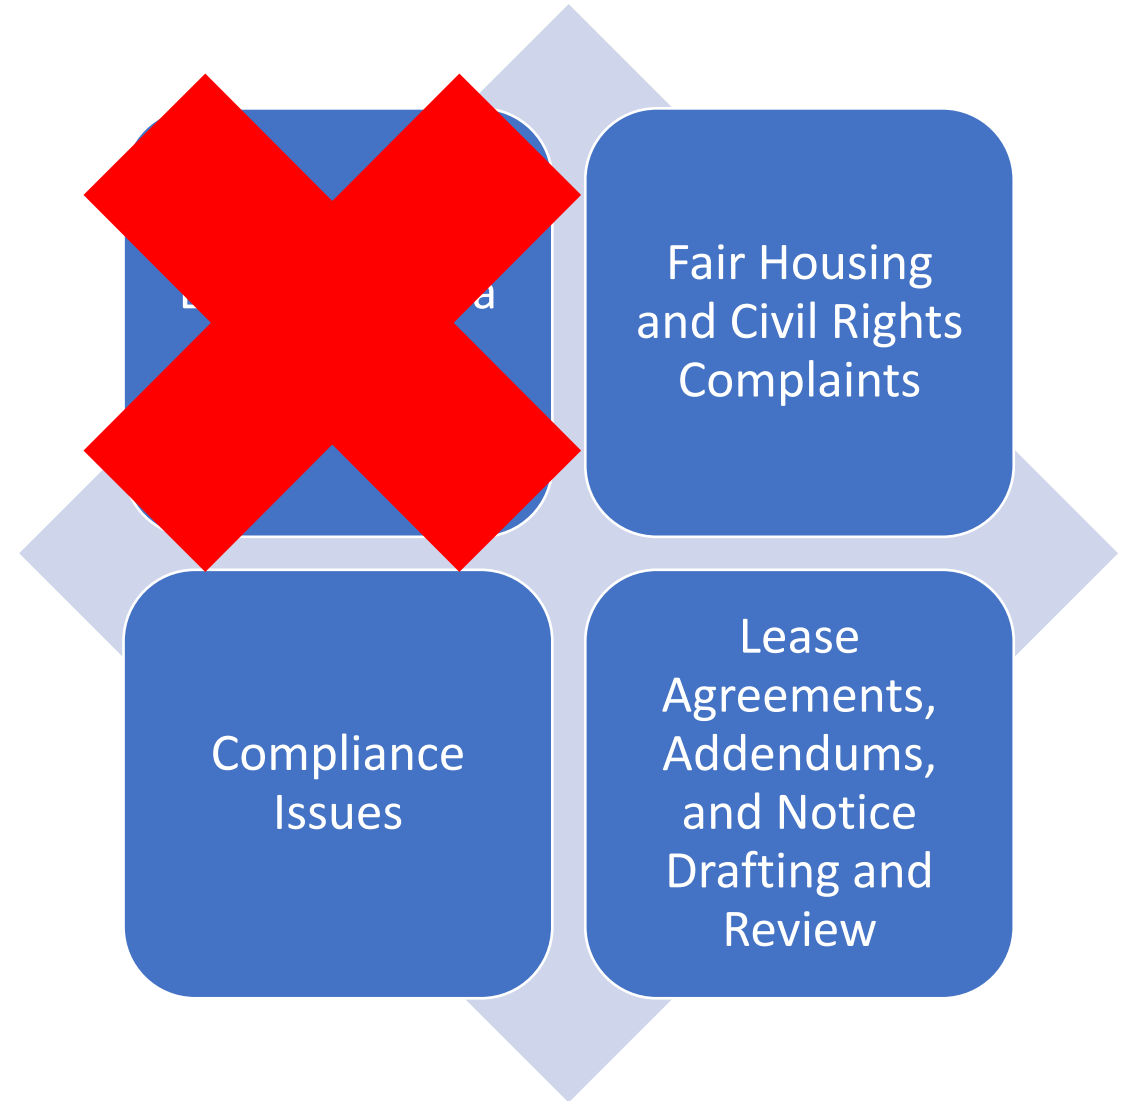 Fair Housing
and Civil Rights
Complaints
Compliance
Issues
Lease
Agreements,
Addendums,
and Notice
Drafting and
Review